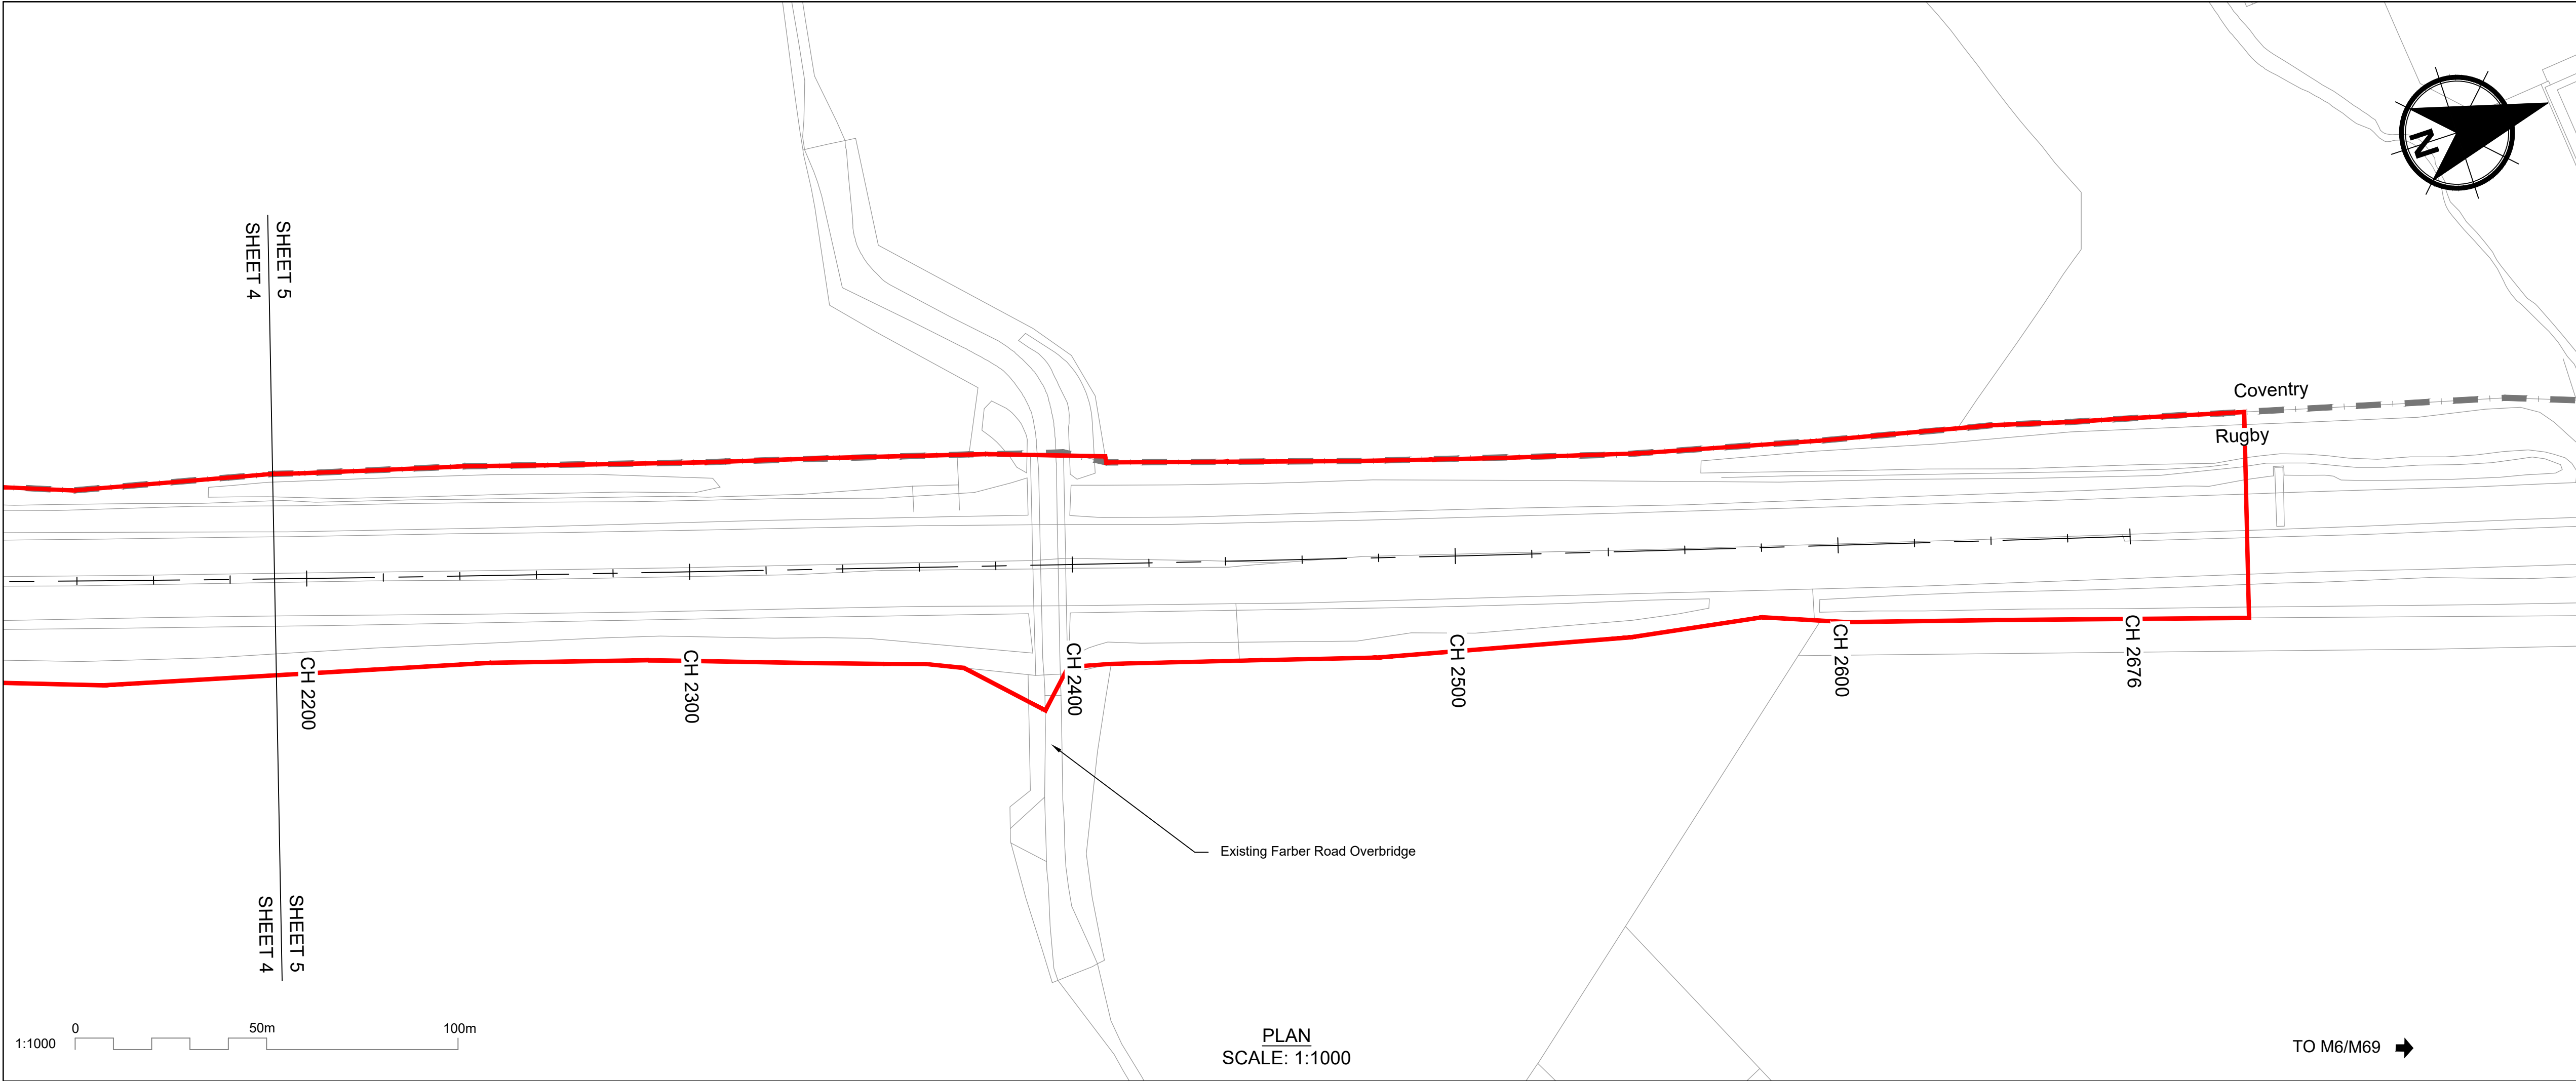 SHEET 5
SHEET 4
N
Coventry
Rugby
CH 2200
CH 2300
CH 2400
CH 2500
CH 2600
CH 2676
Existing Farber Road Overbridge
SHEET 5
SHEET 4
1:1000
0 50m 100m
PLAN
SCALE: 1:1000
TO M6/M69